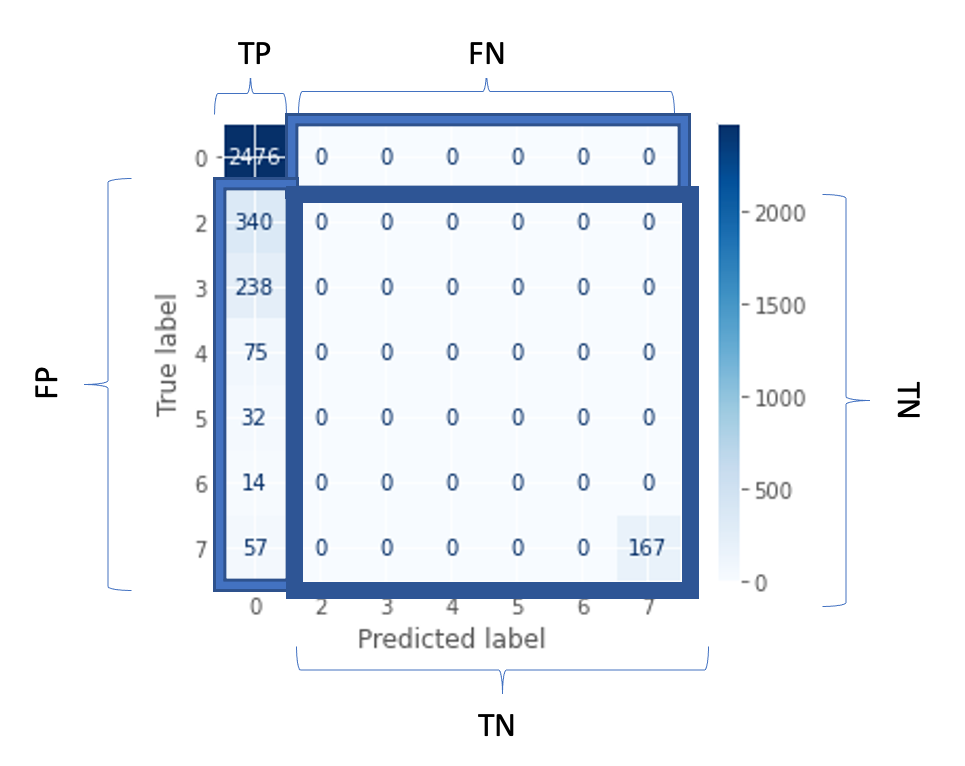 TP
FN
0 2476 0 0 0 0 0 0
2 340 0 0 0 0 0 0
3 238 0 0 0 0 0 0
4 75 0 0 0 0 0 0
5 32 0 0 0 0 0 0
6 14 0 0 0 0 0 0
7 57 0 0 0 0 0 167
0 2 3 4 5 6 7
Predicted label
True label
FP
2000
1500
1000
500
0
TN
TN